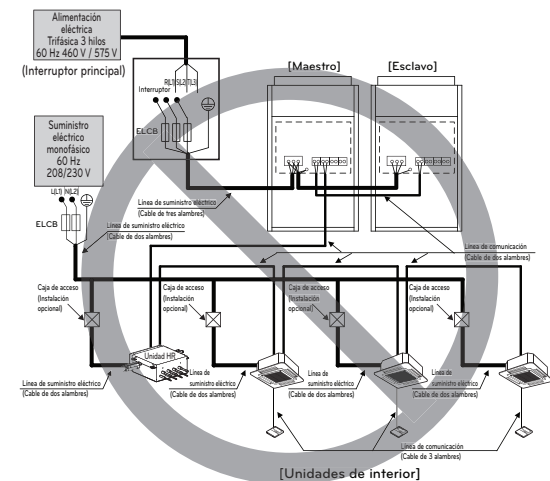 Alimentación
eléctrica
Trifásica 3 hilos
60 Hz 460 V / 575 V
(Interruptor principal)
R(L1)S(L2)T(L3)
Interruptor
ELCB
[Maestro]
[Esclavo]
Suministro
eléctrico
monofásico
60 Hz
208/230 V
L(L1) N(L2)
ELCB
Línea de suministro eléctrico
(Cable de tres alambres)
Línea de suministro eléctrico
(Cable de dos alambres)
Línea de comunicación
(Cable de dos alambres)
Caja de acceso
(Instalación
opcional)
Caja de acceso
(Instalación
opcional)
Caja de acceso
(Instalación
opcional)
Caja de acceso
(Instalación
opcional)
Unidad HR
Línea de suministro eléctrico
(Cable de dos alambres)
Línea de
suministro eléctrico
(Cable de dos alambres)
Línea de
suministro eléctrico
(Cable de dos alambres)
Línea de
suministro eléctrico
(Cable de dos alambres)
Línea de comunicación
(Cable de 3 alambres)
[Unidades de interior]